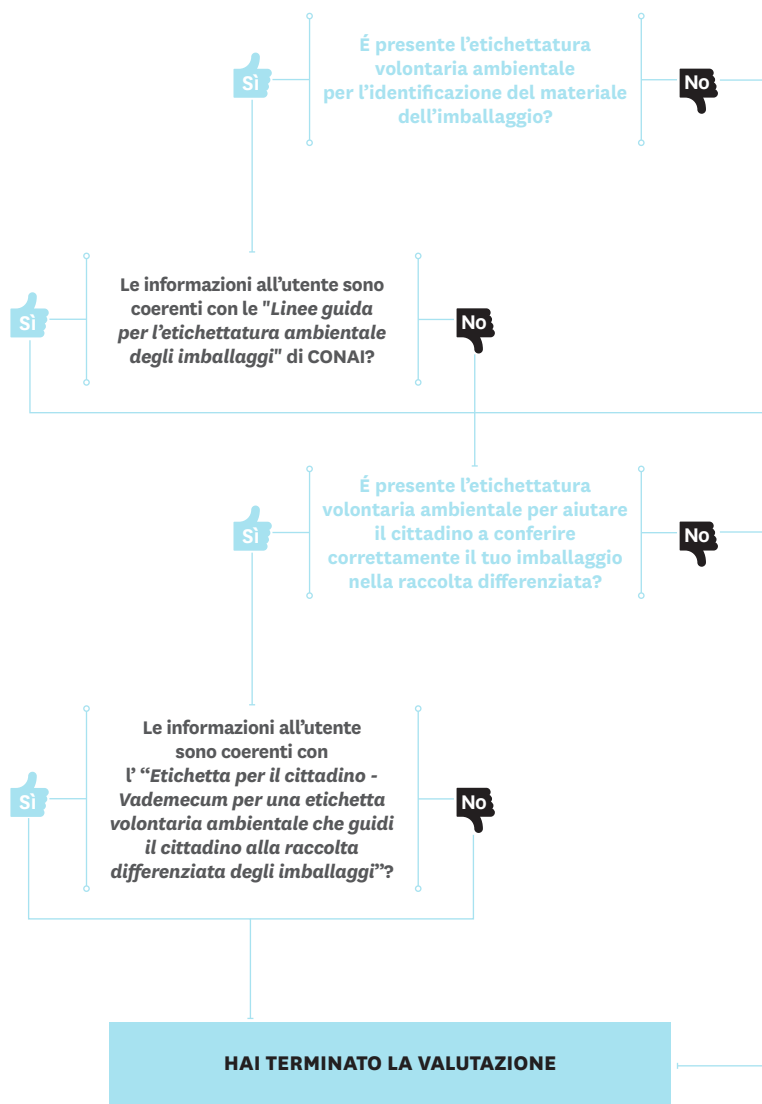 É presente l’etichettatura
volontaria ambientale
per l’identificazione del materiale
dell’imballaggio?
Sì
No
Le informazioni all’utente sono
coerenti con le "Linee guida
per l’etichettatura ambientale
degli imballaggi" di CONAI?
Sì
No
É presente l’etichettatura
volontaria ambientale per aiutare
il cittadino a conferire
correttamente il tuo imballaggio
nella raccolta differenziata?
Sì
No
Le informazioni all’utente
sono coerenti con
l’ “Etichetta per il cittadino -
Vademecum per una etichetta
volontaria ambientale che guidi
il cittadino alla raccolta
differenziata degli imballaggi”?
Sì
No
HAI TERMINATO LA VALUTAZIONE